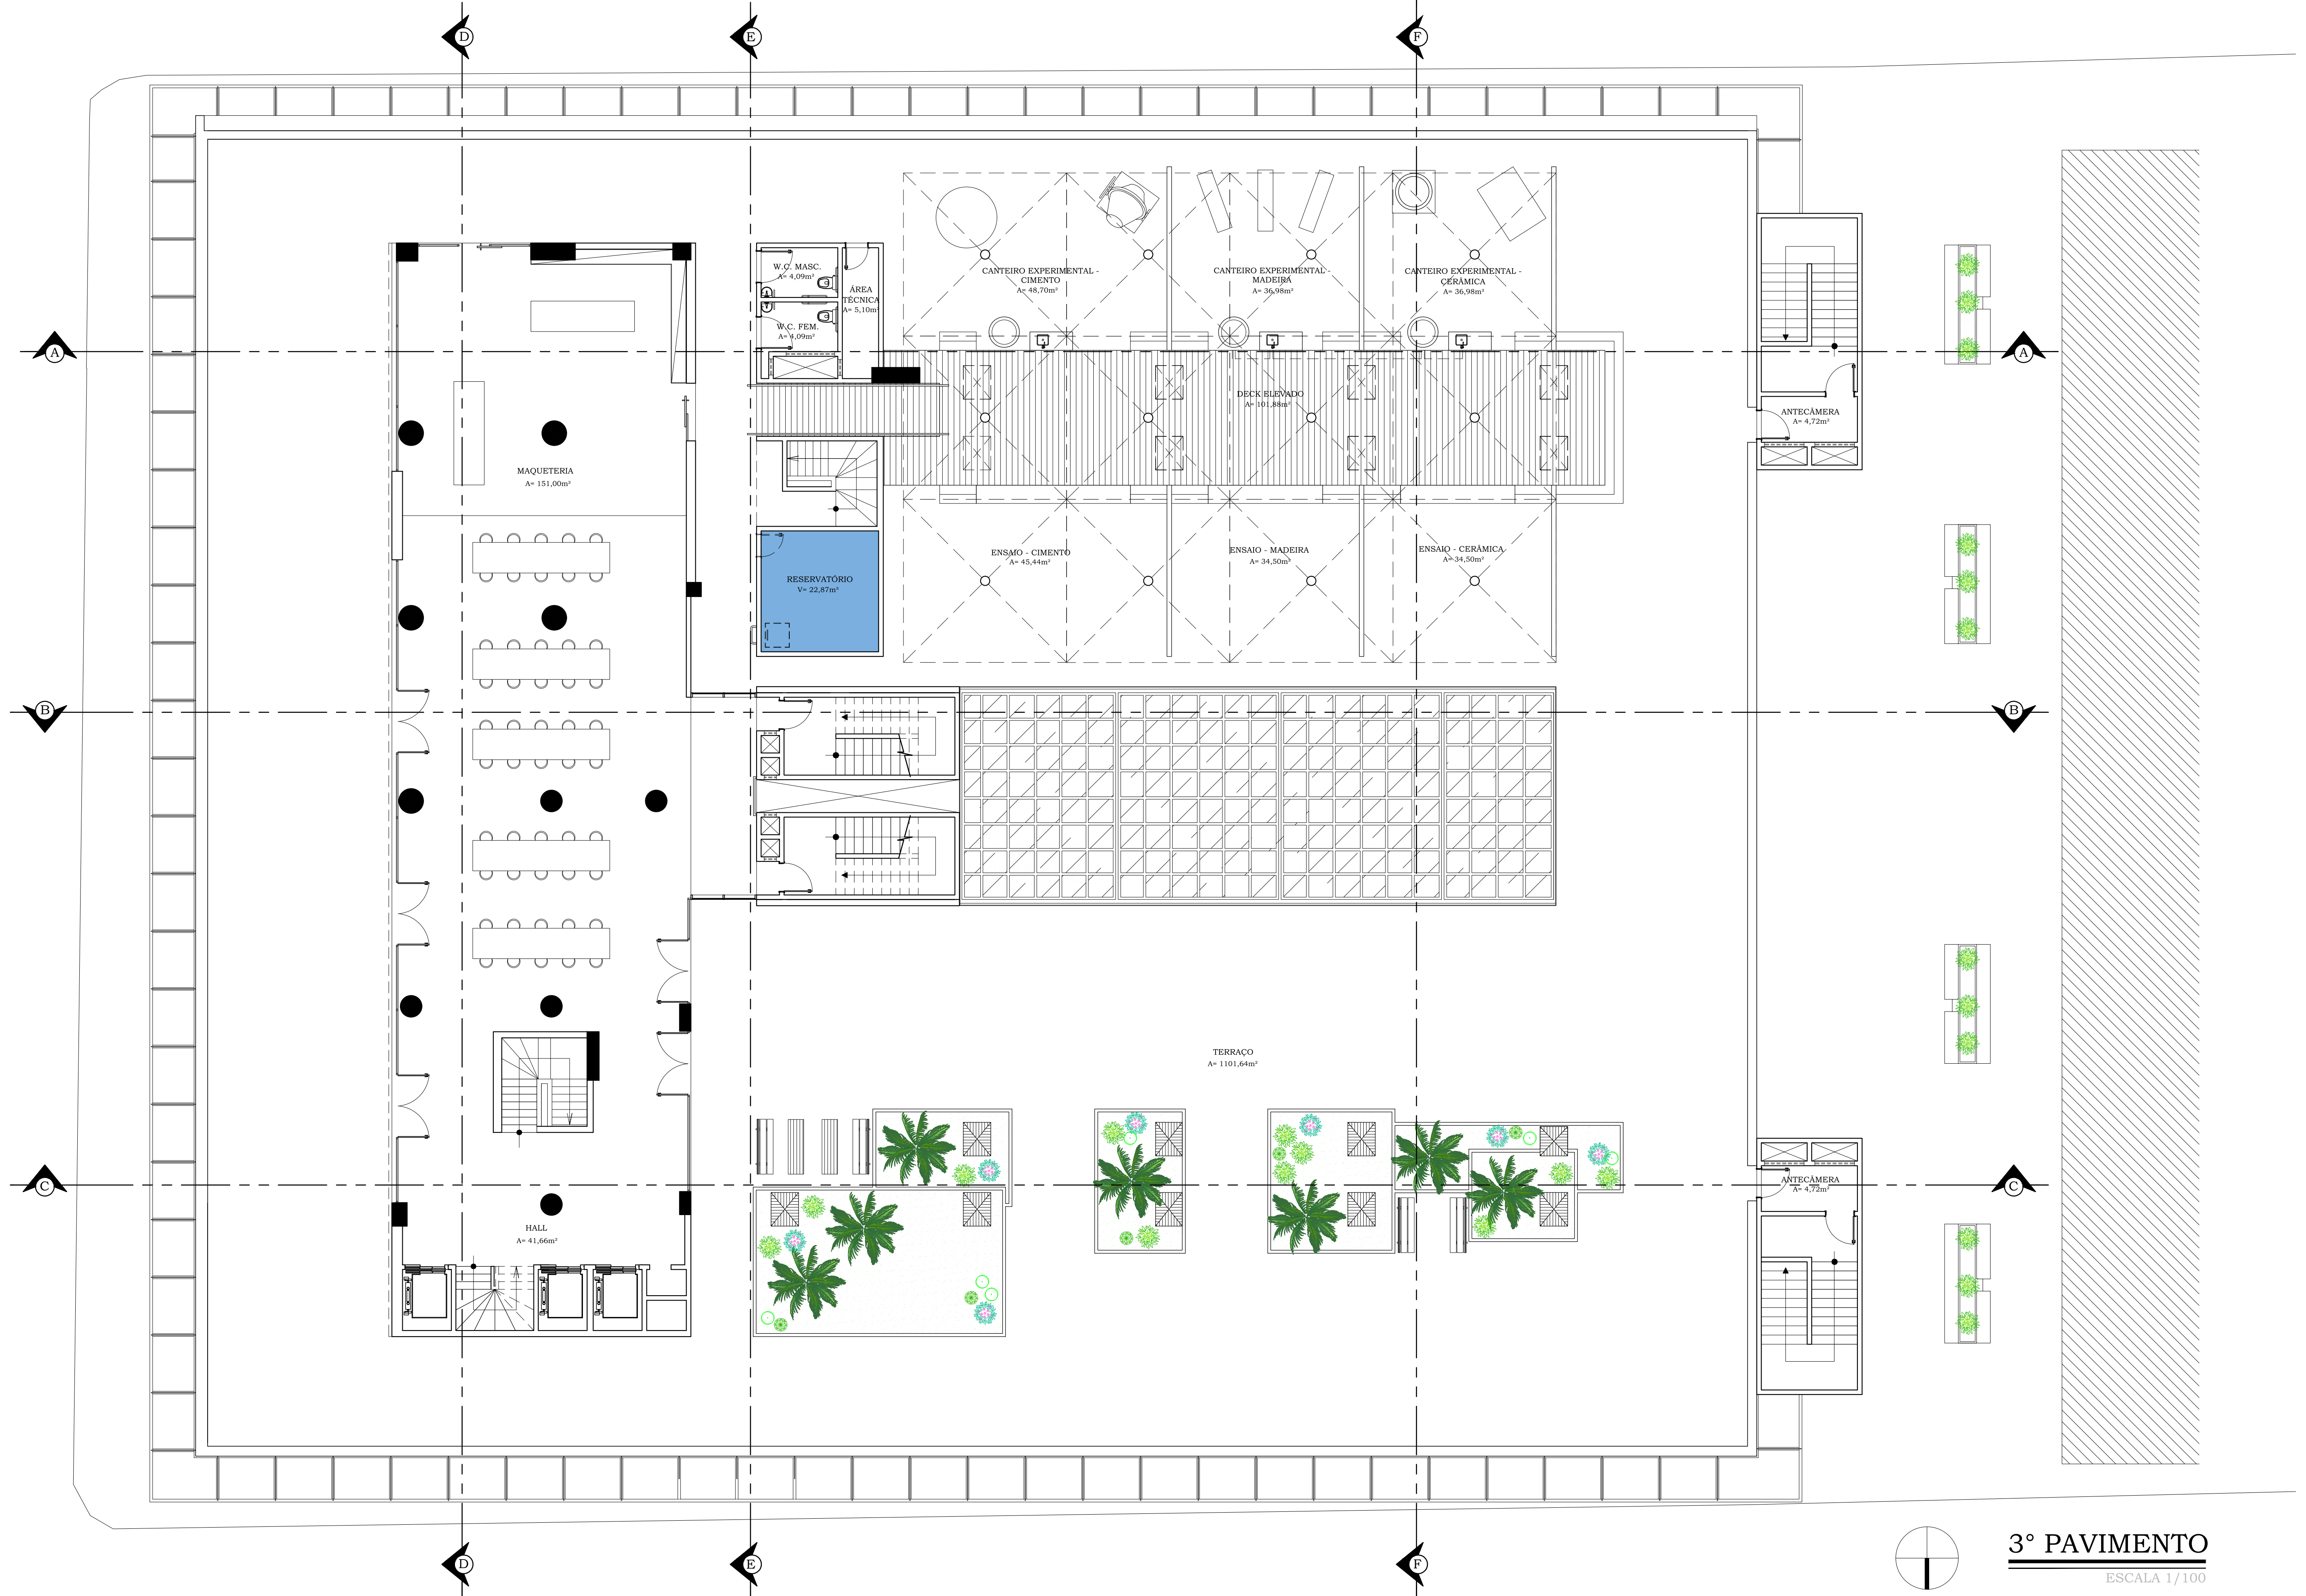 D
E
F
W.C. MASC.
A= 4,09m²
ÁREA
TÉCNICA
A= 5,10m²
W.C. FEM.
A= 4,09m²
CANTEIRO EXPERIMENTAL -
CIMENTO
A= 48,70m²
CANTEIRO EXPERIMENTAL -
MADEIRA
A= 36,98m²
CANTEIRO EXPERIMENTAL -
CERÂMICA
A= 36,98m²
A
A
DECK ELEVADO
A= 101,88m²
ANTECÂMERA
A= 4,72m²
MAQUETERIA
A= 151,00m²
ENSAIO - CIMENTO
A= 45,44m²
ENSAIO - MADEIRA
A= 34,50m²
ENSAIO - CERÂMICA
A= 34,50m²
RESERVATÓRIO
V= 22,87m³
B
B
TERRAÇO
A= 1101,64m²
C
ANTECÂMERA
A= 4,72m²
C
HALL
A= 41,66m²
D
E
F
3° PAVIMENTO
ESCALA 1/100